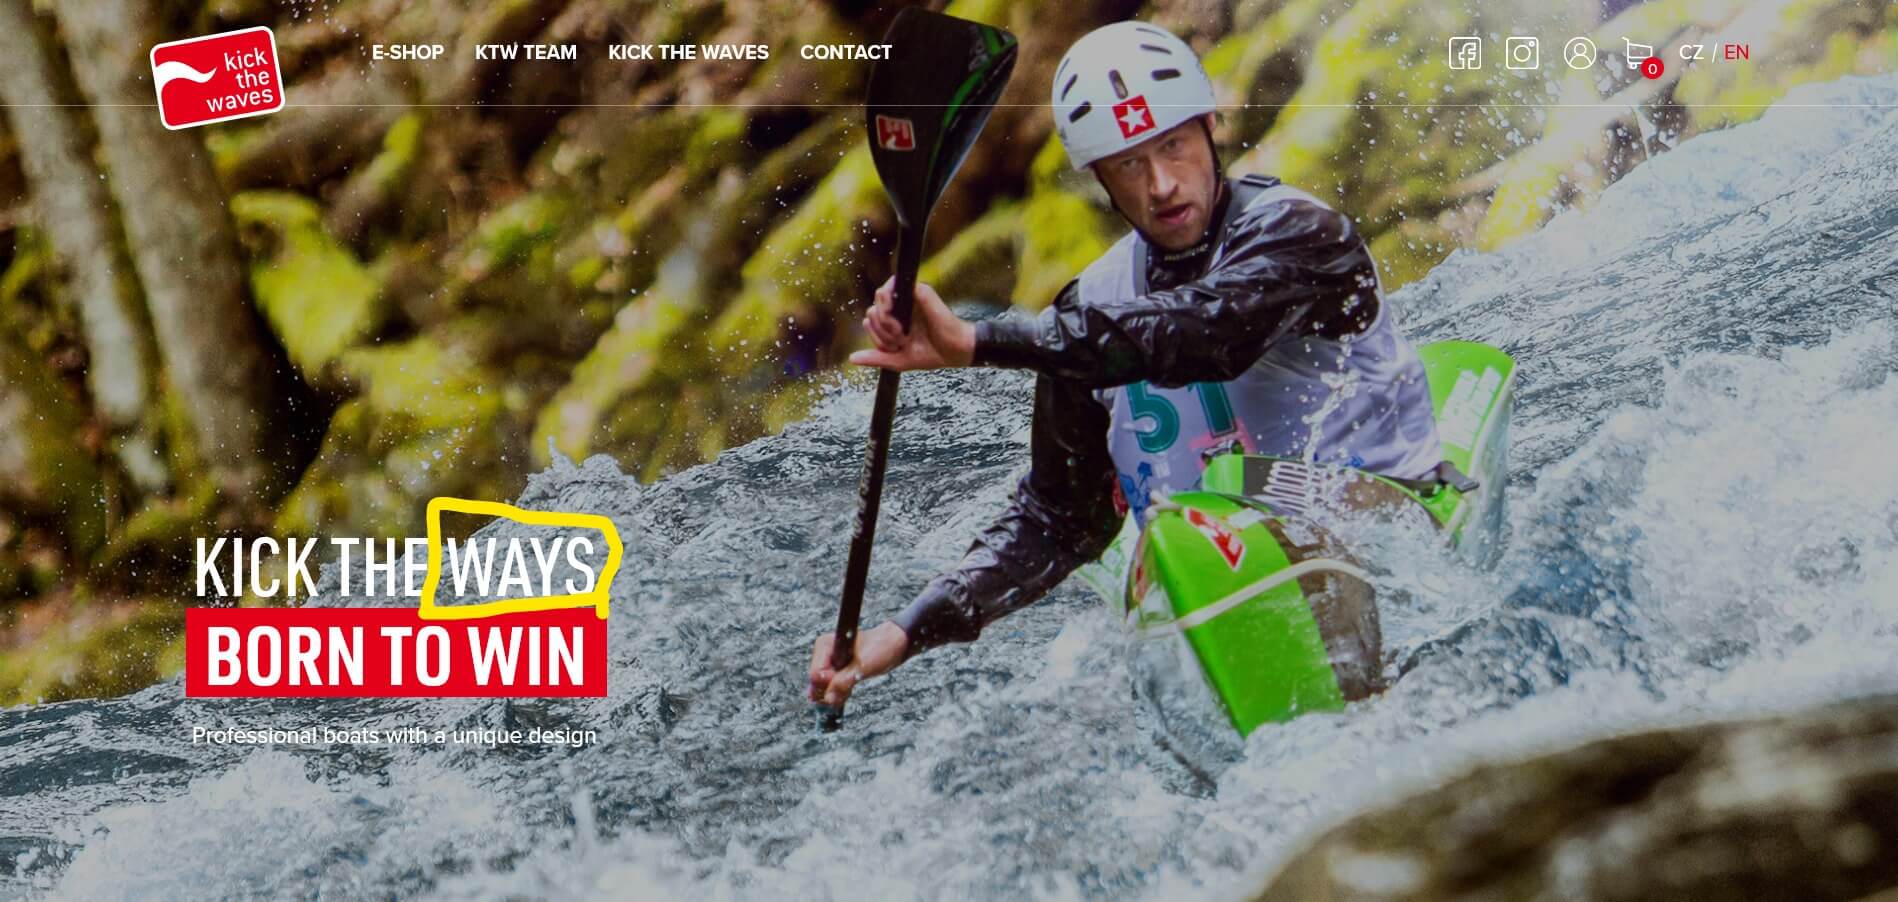 kick
the
waves
E-SHOP KTW TEAM KICK THE WAVES CONTACT
0
CZ / EN
51
KICK THE WAYS
BORN TO WIN
Professional boats with a unique design